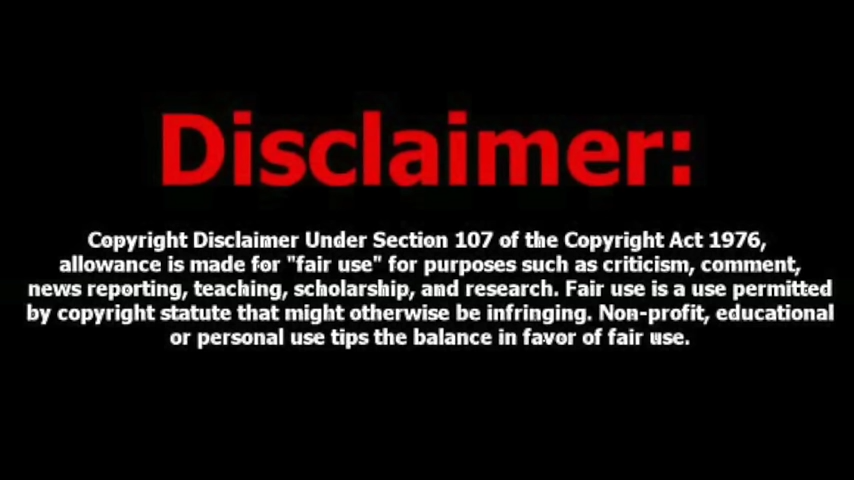 Disclaimer:
Copyright Disclaimer Under Section 107 of the Copyright Act 1976,
allowance is made for "fair use" for purposes such as criticism, comment,
news reporting, teaching, scholarship, and research. Fair use is a use permitted
by copyright statute that might otherwise be infringing. Non-profit, educational
or personal use tips the balance in favor of fair use.